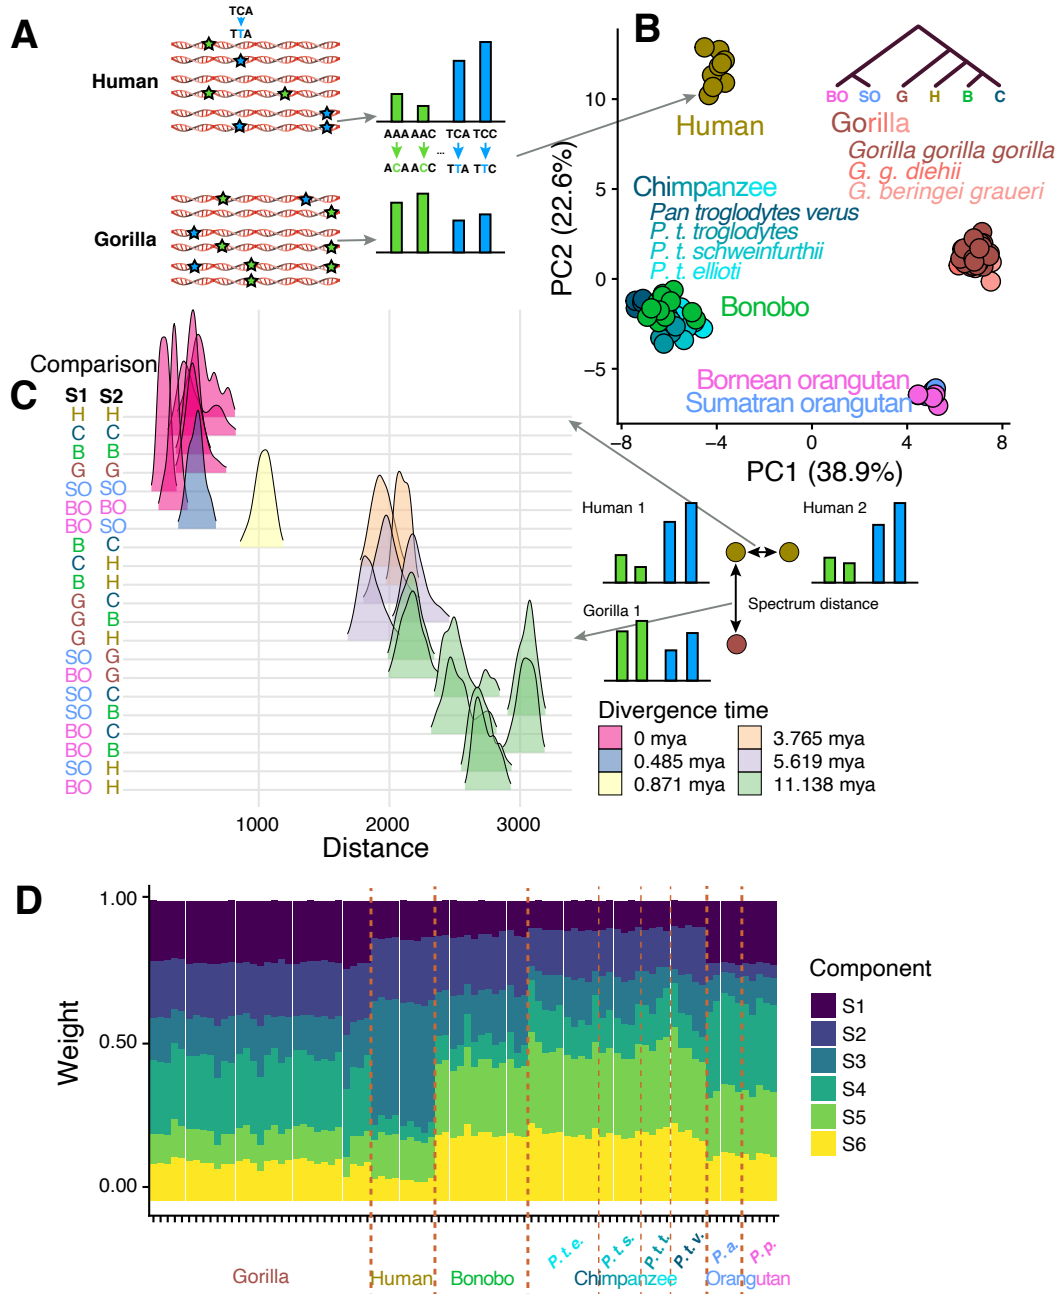 A
TCA
TTA
Human
AAA AAC TCA TCC
...
ACA ACC TTA TTC
Gorilla
B
PC2 (22.6%)
10
5
0
−5
−8
−4
0
4
8
PC1 (38.9%)
Human
BO SO G H B C
Gorilla
Gorilla gorilla gorilla
G. g. diehii
G. beringei graueri
Chimpanzee
Pan troglodytes verus
P. t. troglodytes
P. t. schweinfurthii
P. t. ellioti
Bonobo
Bornean orangutan
Sumatran orangutan
C
Comparison
S1 S2
H H
C C
B B
G G
SO SO
BO BO
BO SO
B C
C H
B H
G C
G B
G H
SO G
BO G
SO C
SO B
BO C
BO B
SO H
BO H
1000
2000
3000
Distance
Human 1
Human 2
Gorilla 1
Spectrum distance
Divergence time
0 mya
0.485 mya
0.871 mya
3.765 mya
5.619 mya
11.138 mya
D
Weight
1.00
0.50
0.00
Component
S1
S2
S3
S4
S5
S6
P. t. e.
P. t. s.
P. t. t.
P. t. v.
P. a.
P. p.
Gorilla
Human
Bonobo
Chimpanzee
Orangutan